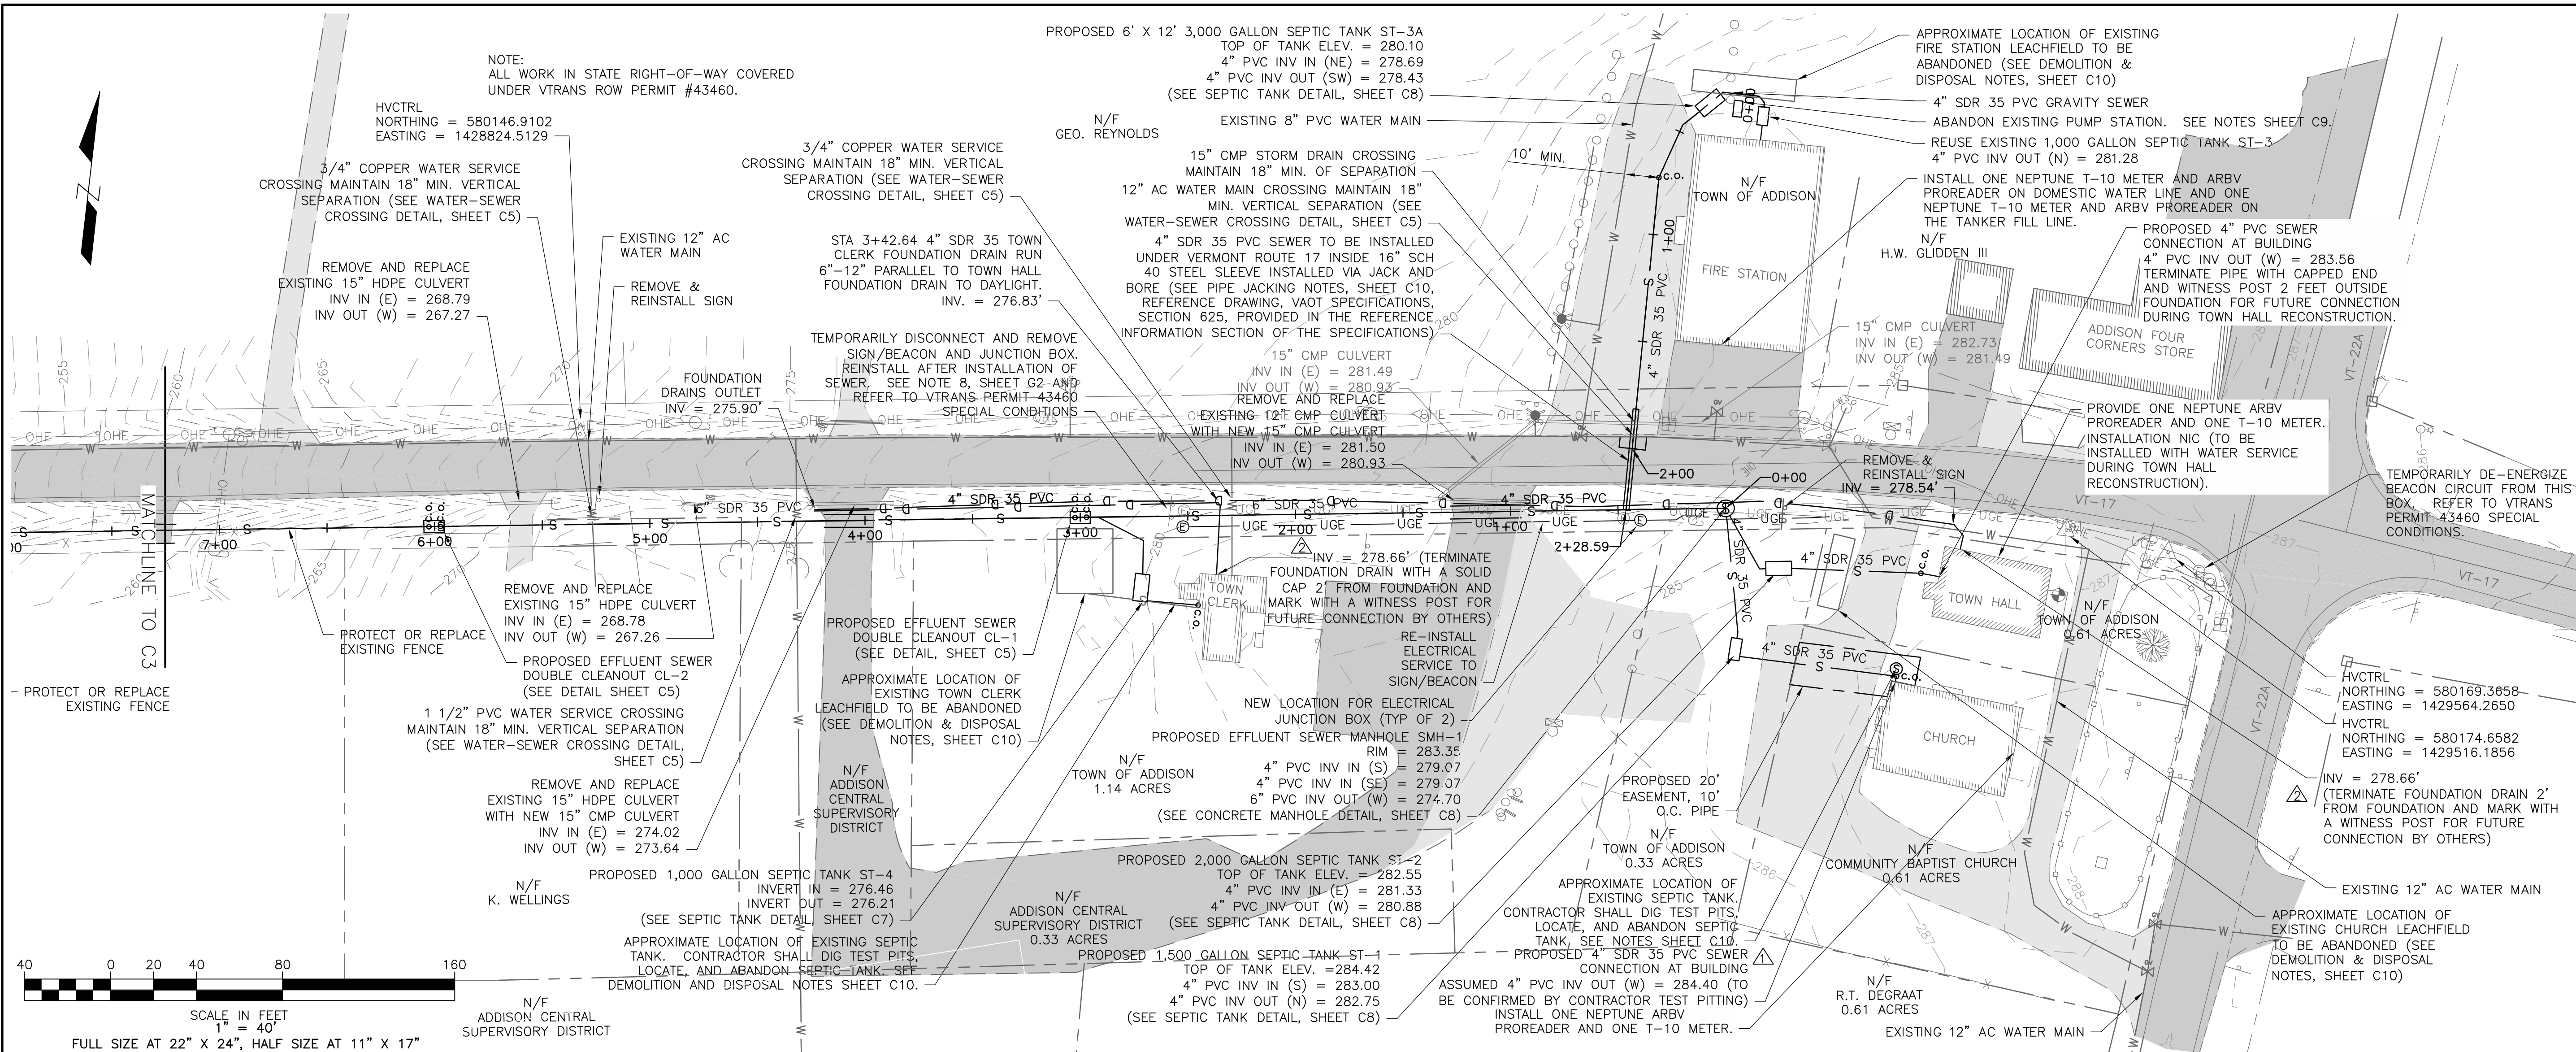 NOTE:
ALL WORK IN STATE RIGHT-OF-WAY COVERED
UNDER VTRANS ROW PERMIT #43460.
HVCTRL
NORTHING = 580146.9102
EASTING = 1428824.5129
3/4" COPPER WATER SERVICE
CROSSING MAINTAIN 18" MIN. VERTICAL
SEPARATION (SEE WATER-SEWER
CROSSING DETAIL, SHEET C5)
REMOVE AND REPLACE
EXISTING 15" HDPE CULVERT
INV IN (E) = 268.79
INV OUT (W) = 267.27
EXISTING 12" AC
WATER MAIN
REMOVE &
REINSTALL SIGN
3/4" COPPER WATER SERVICE
CROSSING MAINTAIN 18" MIN. VERTICAL
SEPARATION (SEE WATER-SEWER
CROSSING DETAIL, SHEET C5)
STA 3+42.64 4" SDR 35 TOWN
CLERK FOUNDATION DRAIN RUN
6"-12" PARALLEL TO TOWN HALL
FOUNDATION DRAIN TO DAYLIGHT.
INV. = 276.83'
TEMPORARILY DISCONNECT AND REMOVE
SIGN/BEACON AND JUNCTION BOX.
REINSTALL AFTER INSTALLATION OF
SEWER. SEE NOTE 8, SHEET G2 AND
REFER TO VTRANS PERMIT 43460
SPECIAL CONDITIONS
FOUNDATION
DRAINS OUTLET
INV = 275.90'
N/F
GEO. REYNOLDS
PROPOSED 6' X 12' 3,000 GALLON SEPTIC TANK ST-3A
TOP OF TANK ELEV. = 280.10
4" PVC INV IN (NE) = 278.69
4" PVC INV OUT (SW) = 278.43
(SEE SEPTIC TANK DETAIL, SHEET C8)
EXISTING 8" PVC WATER MAIN
15" CMP STORM DRAIN CROSSING
MAINTAIN 18" MIN. OF SEPARATION
12" AC WATER MAIN CROSSING MAINTAIN 18"
MIN. VERTICAL SEPARATION (SEE
WATER-SEWER CROSSING DETAIL, SHEET C5)
4" SDR 35 PVC SEWER TO BE INSTALLED
UNDER VERMONT ROUTE 17 INSIDE 16" SCH
40 STEEL SLEEVE INSTALLED VIA JACK AND
BORE (SEE PIPE JACKING NOTES, SHEET C10,
REFERENCE DRAWING, VAOT SPECIFICATIONS,
SECTION 625, PROVIDED IN THE REFERENCE
INFORMATION SECTION OF THE SPECIFICATIONS)
15" CMP CULVERT
INV IN (E) = 281.49
INV OUT (W) = 280.93
REMOVE AND REPLACE
EXISTING 12" CMP CULVERT
WITH NEW 15" CMP CULVERT
INV IN (E) = 281.50
INV OUT (W) = 280.93
10' MIN.
c.o.
1+00
4" SDR 35 PVC
S
0+00
N/F
TOWN OF ADDISON
FIRE STATION
APPROXIMATE LOCATION OF EXISTING
FIRE STATION LEACHFIELD TO BE
ABANDONED (SEE DEMOLITION &
DISPOSAL NOTES, SHEET C10)
4" SDR 35 PVC GRAVITY SEWER
ABANDON EXISTING PUMP STATION. SEE NOTES SHEET C9.
REUSE EXISTING 1,000 GALLON SEPTIC TANK ST-3
4" PVC INV OUT (N) = 281.28
INSTALL ONE NEPTUNE T-10 METER AND ARBV
PROREADER ON DOMESTIC WATER LINE AND ONE
NEPTUNE T-10 METER AND ARBV PROREADER ON
THE TANKER FILL LINE.
N/F
H.W. GLIDDEN III
PROPOSED 4" PVC SEWER
CONNECTION AT BUILDING
4" PVC INV OUT (W) = 283.56
TERMINATE PIPE WITH CAPPED END
AND WITNESS POST 2 FEET OUTSIDE
FOUNDATION FOR FUTURE CONNECTION
DURING TOWN HALL RECONSTRUCTION.
ADDISON FOUR
CORNERS STORE
15" CMP CULVERT
INV IN (E) = 282.73
INV OUT (W) = 281.49
PROVIDE ONE NEPTUNE ARBV
PROREADER AND ONE T-10 METER.
INSTALLATION NIC (TO BE
INSTALLED WITH WATER SERVICE
DURING TOWN HALL
RECONSTRUCTION).
TEMPORARILY DE-ENERGIZE
BEACON CIRCUIT FROM THIS
BOX. REFER TO VTRANS
PERMIT 43460 SPECIAL
CONDITIONS.
REMOVE &
REINSTALL SIGN
INV = 278.54'
VT-22A
VT-17
VT-17
VT-22A
255
260
265
270
275
280
285
287
286
MATCHLINE TO C3
7+00
6+00
5+00
4+00
3+00
2+00
1+00
2+00
0+00
2+28.59
6" SDR 35 PVC
4" SDR 35 PVC
6" SDR 35 PVC
4" SDR 35 PVC
4" SDR 35 PVC
4" SDR 35 PVC
4" SDR 35 PVC
OHE
UGE
PROTECT OR REPLACE
EXISTING FENCE
PROTECT OR REPLACE
EXISTING FENCE
REMOVE AND REPLACE
EXISTING 15" HDPE CULVERT
INV IN (E) = 268.78
INV OUT (W) = 267.26
PROPOSED EFFLUENT SEWER
DOUBLE CLEANOUT CL-2
(SEE DETAIL SHEET C5)
1 1/2" PVC WATER SERVICE CROSSING
MAINTAIN 18" MIN. VERTICAL SEPARATION
(SEE WATER-SEWER CROSSING DETAIL,
SHEET C5)
REMOVE AND REPLACE
EXISTING 15" HDPE CULVERT
WITH NEW 15" CMP CULVERT
INV IN (E) = 274.02
INV OUT (W) = 273.64
N/F
K. WELLINGS
PROPOSED 1,000 GALLON SEPTIC TANK ST-4
INVERT IN = 276.46
INVERT OUT = 276.21
(SEE SEPTIC TANK DETAIL, SHEET C7)
APPROXIMATE LOCATION OF EXISTING SEPTIC
TANK. CONTRACTOR SHALL DIG TEST PITS,
LOCATE, AND ABANDON SEPTIC TANK. SEE
DEMOLITION AND DISPOSAL NOTES SHEET C10.
N/F
ADDISON
CENTRAL
SUPERVISORY
DISTRICT
PROPOSED EFFLUENT SEWER
DOUBLE CLEANOUT CL-1
(SEE DETAIL, SHEET C5)
APPROXIMATE LOCATION OF
EXISTING TOWN CLERK
LEACHFIELD TO BE ABANDONED
(SEE DEMOLITION & DISPOSAL
NOTES, SHEET C10)
TOWN
CLERK
c.o.
N/F
TOWN OF ADDISON
1.14 ACRES
2
INV = 278.66' (TERMINATE
FOUNDATION DRAIN WITH A SOLID
CAP 2' FROM FOUNDATION AND
MARK WITH A WITNESS POST FOR
FUTURE CONNECTION BY OTHERS)
RE-INSTALL
ELECTRICAL
SERVICE TO
SIGN/BEACON
NEW LOCATION FOR ELECTRICAL
JUNCTION BOX (TYP OF 2)
PROPOSED EFFLUENT SEWER MANHOLE SMH-1
RIM = 283.35
4" PVC INV IN (S) = 279.07
4" PVC INV IN (SE) = 279.07
6" PVC INV OUT (W) = 274.70
(SEE CONCRETE MANHOLE DETAIL, SHEET C8)
PROPOSED 2,000 GALLON SEPTIC TANK ST-2
TOP OF TANK ELEV. = 282.55
4" PVC INV IN (E) = 281.33
4" PVC INV OUT (W) = 280.88
(SEE SEPTIC TANK DETAIL, SHEET C8)
PROPOSED 1,500 GALLON SEPTIC TANK ST-1
TOP OF TANK ELEV. =284.42
4" PVC INV IN (S) = 283.00
4" PVC INV OUT (N) = 282.75
(SEE SEPTIC TANK DETAIL, SHEET C8)
N/F
ADDISON CENTRAL
SUPERVISORY DISTRICT
0.33 ACRES
PROPOSED 20'
EASEMENT, 10'
O.C. PIPE
N/F
TOWN OF ADDISON
0.33 ACRES
APPROXIMATE LOCATION OF
EXISTING SEPTIC TANK.
CONTRACTOR SHALL DIG TEST PITS,
LOCATE, AND ABANDON SEPTIC
TANK, SEE NOTES SHEET C10.
PROPOSED 4" SDR 35 PVC SEWER
CONNECTION AT BUILDING
ASSUMED 4" PVC INV OUT (W) = 284.40 (TO
BE CONFIRMED BY CONTRACTOR TEST PITTING)
1
INSTALL ONE NEPTUNE ARBV
PROREADER AND ONE T-10 METER.
TOWN HALL
N/F
TOWN OF ADDISON
0.61 ACRES
CHURCH
N/F
COMMUNITY BAPTIST CHURCH
0.61 ACRES
N/F
R.T. DEGRAAT
0.61 ACRES
EXISTING 12" AC WATER MAIN
HVCTRL
NORTHING = 580169.3658
EASTING = 1429564.2650
HVCTRL
NORTHING = 580174.6582
EASTING = 1429516.1856
2
INV = 278.66'
(TERMINATE FOUNDATION DRAIN 2'
FROM FOUNDATION AND MARK WITH
A WITNESS POST FOR FUTURE
CONNECTION BY OTHERS)
EXISTING 12" AC WATER MAIN
APPROXIMATE LOCATION OF
EXISTING CHURCH LEACHFIELD
TO BE ABANDONED (SEE
DEMOLITION & DISPOSAL
NOTES, SHEET C10)
40 0 20 40 80 160
SCALE IN FEET
1" = 40'
FULL SIZE AT 22" X 24", HALF SIZE AT 11" X 17"
N/F
ADDISON CENTRAL
SUPERVISORY DISTRICT